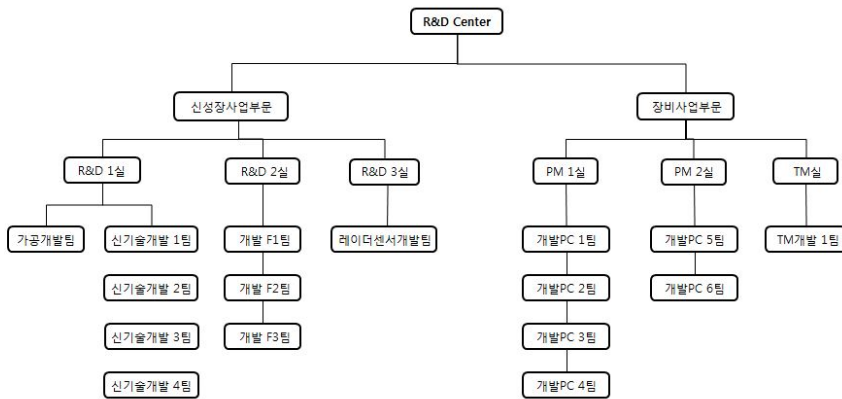 R&D Center
신성장사업부문
장비사업부문
R&D 1실
R&D 2실
R&D 3실
PM 1실
PM 2실
TM실
가공개발팀
신기술개발 1팀
개발 F1팀
레이더센서개발팀
개발PC 1팀
개발PC 5팀
TM개발 1팀
신기술개발 2팀
개발 F2팀
개발PC 2팀
개발PC 6팀
신기술개발 3팀
개발 F3팀
개발PC 3팀
신기술개발 4팀
개발PC 4팀